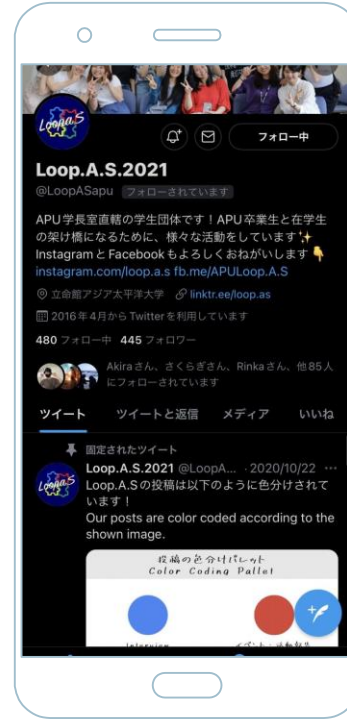 Loopa.S
フォロー中
Loop.A.S.2021
@LoopASapu フォローされています
APU学長室直轄の学生団体です！APU卒業生と在学生
の架け橋になるために、様々な活動をしています✨
InstagramとFacebookもよろしくおねがいします👇
instagram.com/loop.a.s fb.me/APULoop.A.S
立命館アジア太平洋大学 linktr.ee/loop.as
2016年4月からTwitterを利用しています
480 フォロー中 445 フォロワー
Akiraさん、さくらぎさん、Rinkaさん、他85人
にフォローされています
ツイート ツイートと返信 メディア いいね
固定されたツイート
Loop.A.S.2021 @LoopA... · 2020/10/22 ···
Loopa.S
Loop.A.Sの投稿は以下のように色分けされて
います！
Our posts are color coded according to the
shown image.
投稿の色分けパレット
Color Coding Pallet
Interview イベント・活動報告